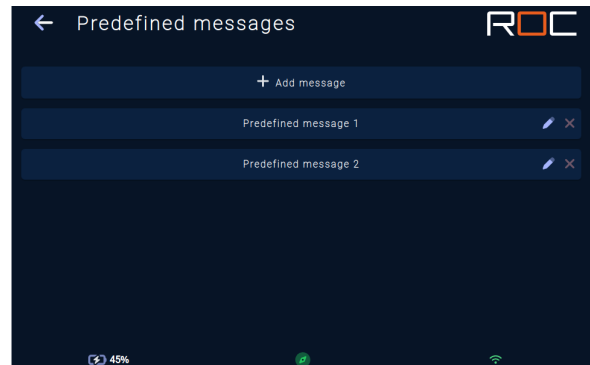 Predefined messages
ROC
Add message
Predefined message 1
Predefined message 2
45%